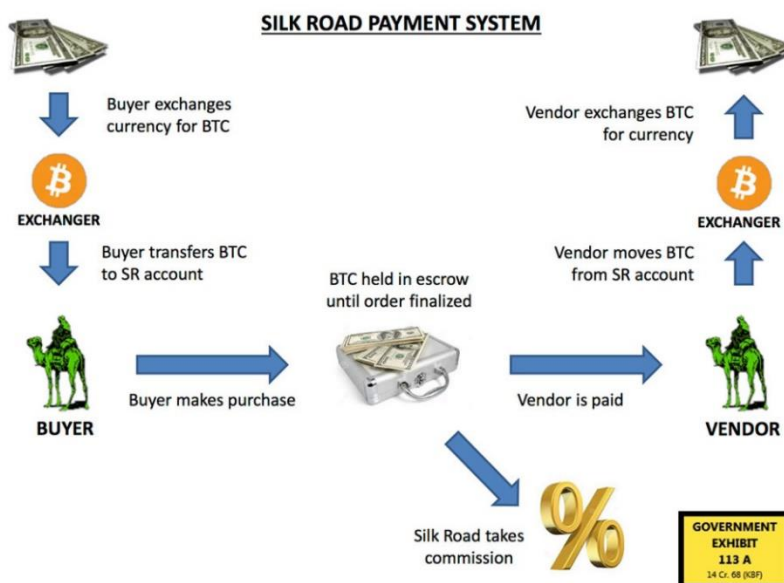 SILK ROAD PAYMENT SYSTEM
Buyer exchanges
currency for BTC
EXCHANGER
Buyer transfers BTC
to SR account
BUYER
Buyer makes purchase
BTC held in escrow
until order finalized
Vendor is paid
Silk Road takes
commission
%
Vendor exchanges BTC
for currency
EXCHANGER
Vendor moves BTC
from SR account
VENDOR
GOVERNMENT
EXHIBIT
113 A
14 Cr. 68 (KBF)